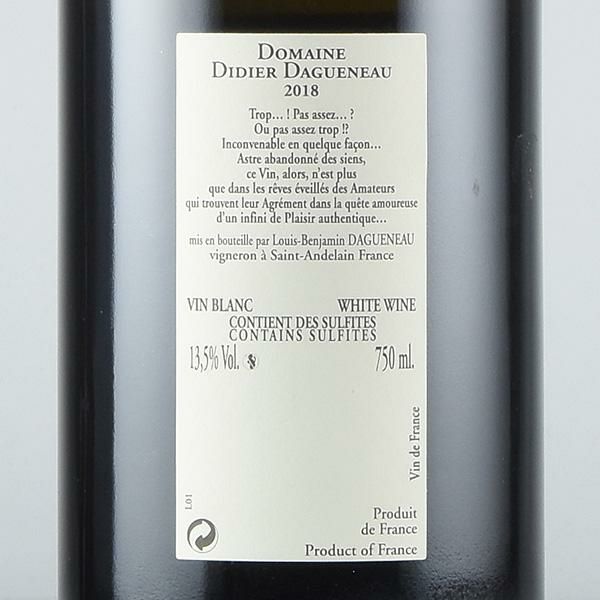 DOMAINE
DIDIER DAGUENEAU
2018
Trop... ! Pas assez... ?
Ou pas assez trop !?
Inconvenable en quelque façon...
Astre abandonné des siens,
ce Vin, alors, n'est plus
que dans les rêves éveillés des Amateurs
qui trouvent leur Agrément dans la quête amoureuse
d'un infini de Plaisir authentique...
mis en bouteille par Louis-Benjamin DAGUENEAU
vigneron à Saint-Andelain France
VIN BLANC WHITE WINE
CONTIENT DES SULFITES
CONTAINS SULFITES
13,5% Vol. 750 ml.
Vin de France
L01
Produit
de France
Product of France